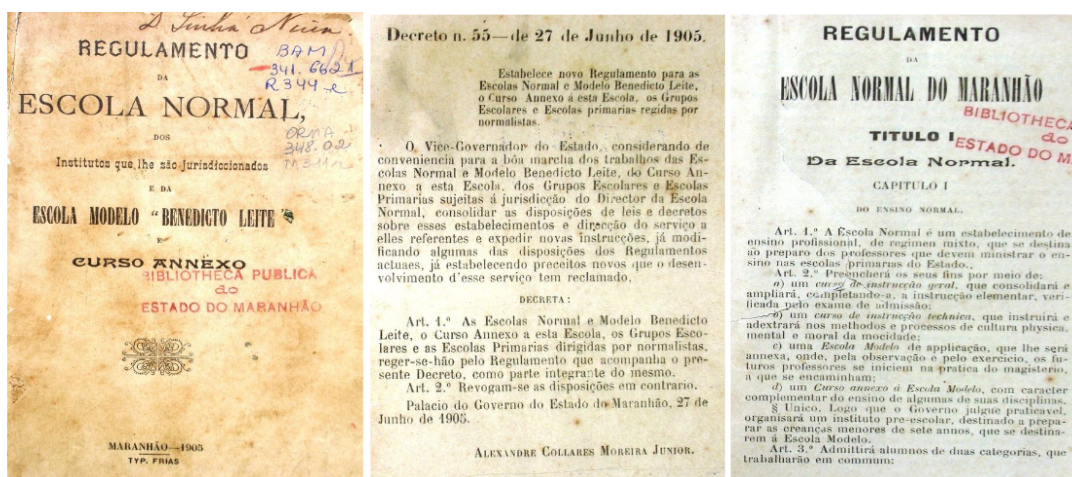 D. Sinhá Nina
REGULAMENTO
DA
BAM
341.6621
R344
ESCOLA NORMAL,
DOS
ORMA
348.02
Institutos que lhe são Jurisdiccionados
E DA
ESCOLA MODELO “BENEDICTO LEITE”
E
CURSO ANNEXO
BIBLIOTHECA PUBLICA
do
ESTADO DO MARANHÃO
MARANHÃO—1905
TYP. FRIAS
Decreto n. 55—de 27 de Junho de 1905.
Estabelece novo Regulamento para as
Escolas Normal e Modelo Benedicto Leite,
o Curso Annexo á esta Escola, os Grupos
Escolares e Escolas primarias regidas por
normalistas.
O Vice-Governador do Estado, considerando de
conveniencia para a bôa marcha dos trabalhos das Es-
colas Normal e Modelo Benedicto Leite, do Curso An-
nexo a esta Escola, dos Grupos Escolares e Escolas
Primarias sujeitas á jurisdicção do Director da Escola
Normal, consolidar as disposições de leis e decretos
sobre esses estabelecimentos e direcção do serviço a
elles referentes e expedir novas instrucções, já modi-
ficando algumas das disposições dos Regulamentos
actuaes, já estabelecendo preceitos novos que o desen-
volvimento d'esse serviço tem reclamado.
DECRETA:
Art. 1.º As Escolas Normal e Modelo Benedicto
Leite, o Curso Annexo a esta Escola, os Grupos Esco-
lares e as Escolas Primarias dirigidas por normalistas,
reger-se-hão pelo Regulamento que acompanha o pre-
sente Decreto, como parte integrante do mesmo.
Art. 2.º Revogam-se as disposições em contrario.
Palacio do Governo do Estado do Maranhão, 27 de
Junho de 1905.
ALEXANDRE COLLARES MOREIRA JUNIOR.
REGULAMENTO
DA
ESCOLA NORMAL DO MARANHÃO
BIBLIOTHECA
do
ESTADO DO MA
TITULO I
Da Escola Normal.
CAPITULO I
DO ENSINO NORMAL.
Art. 1.º A Escola Normal é um estabelecimento de
ensino profissional, de regimen mixto, que se destina
ao preparo dos professores que devem ministrar o en-
sino nas escolas primarias do Estado.
Art. 2.º Preencherá os seus fins por meio de:
a) um curso de instrucção geral, que consolidará e
ampliará, completando-a, a instrucção elementar, veri-
ficada pelo exame de admissão;
b) um curso de instrucção technica, que instruirá e
adextrará nos methodos e processos de cultura physica,
mental e moral da mocidade;
c) uma Escola Modelo de applicação, que lhe será
annexa, onde, pela observação e pelo exercicio, os fu-
turos professores se iniciem na pratica do magisterio,
a que se encaminham;
d) um Curso annexo á Escola Modelo, com caracter
complementar do ensino de algumas de suas disciplinas.
§ Unico. Logo que o Governo julgue praticavel,
organisará um instituto pre-escolar, destinado a prepa-
rar as creanças menores de sete annos, que se destina-
rem á Escola Modelo.
Art. 3.º Admittirá alumnos de duas categorias, que
trabalharão em commum: